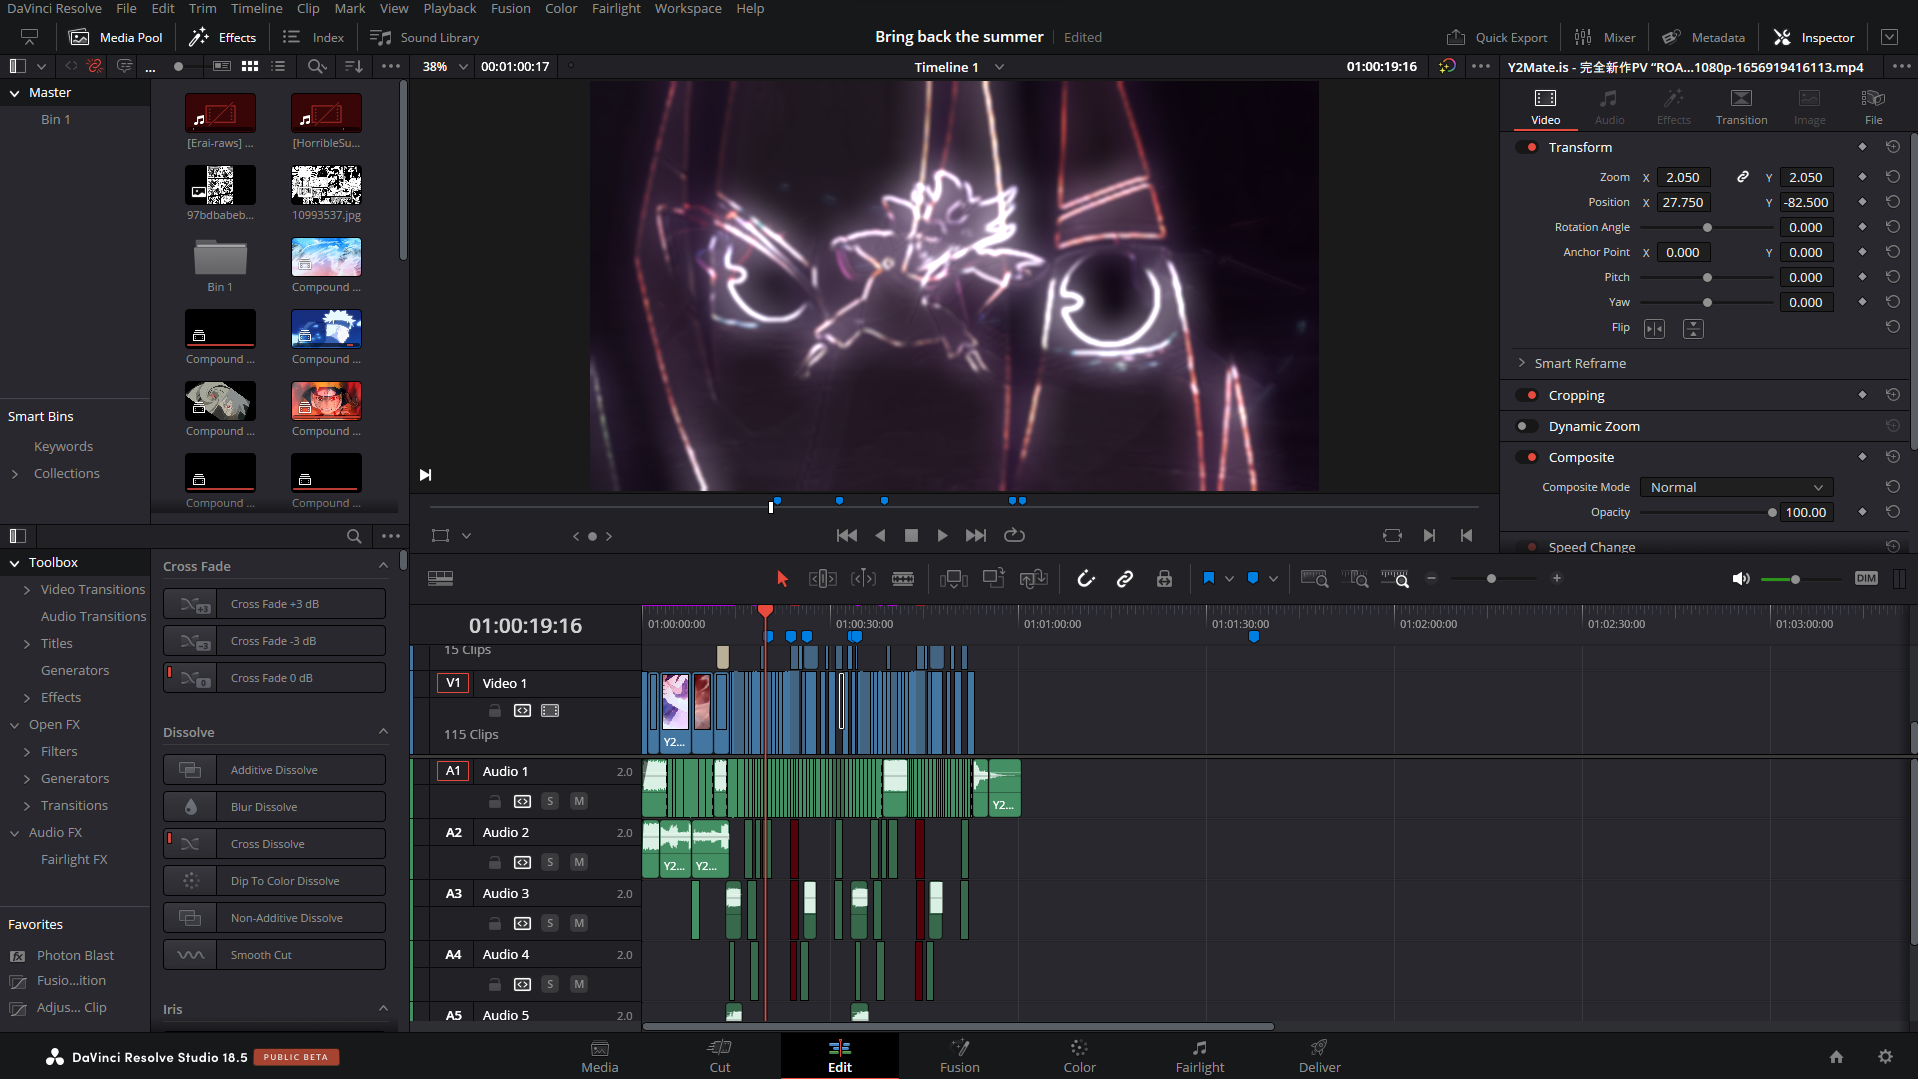 DaVinci Resolve File Edit Trim Timeline Clip Mark View Playback Fusion Color Fairlight Workspace Help
Media Pool Effects Index Sound Library
Bring back the summer Edited
Quick Export Mixer Metadata Inspector
...
38% 00:01:00:17 Timeline 1 01:00:19:16
Y2Mate.is - 完全新作PV “ROA...1080p-1656919416113.mp4
Master
Bin 1
[Erai-raws] ... [HorribleSu...
97bdbabeb... 10993537.jpg
Bin 1 Compound ...
Compound ... Compound ...
Compound ... Compound ...
Compound ... Compound ...
Smart Bins
Keywords
Collections
Video Audio Effects Transition Image File
Transform
Zoom X 2.050 Y 2.050
Position X 27.750 Y -82.500
Rotation Angle 0.000
Anchor Point X 0.000 Y 0.000
Pitch 0.000
Yaw 0.000
Flip
Smart Reframe
Cropping
Dynamic Zoom
Composite
Composite Mode Normal
Opacity 100.00
Speed Change
Toolbox
Video Transitions
Audio Transitions
Titles
Generators
Effects
Open FX
Filters
Generators
Transitions
Audio FX
Fairlight FX
Favorites
fx Photon Blast
Fusio...ition
Adjus... Clip
Cross Fade
+3 Cross Fade +3 dB
-3 Cross Fade -3 dB
0 Cross Fade 0 dB
Dissolve
Additive Dissolve
Blur Dissolve
Cross Dissolve
Dip To Color Dissolve
Non-Additive Dissolve
Smooth Cut
Iris
DIM
01:00:19:16
01:00:00:00 01:00:30:00 01:01:00:00 01:01:30:00 01:02:00:00 01:02:30:00 01:03:00:00
15 Clips
V1 Video 1
115 Clips
Y2...
A1 Audio 1 2.0
S M
Y2...
A2 Audio 2 2.0
S M
Y2... Y2...
A3 Audio 3 2.0
S M
A4 Audio 4 2.0
S M
A5 Audio 5 2.0
DaVinci Resolve Studio 18.5 PUBLIC BETA
Media Cut Edit Fusion Color Fairlight Deliver